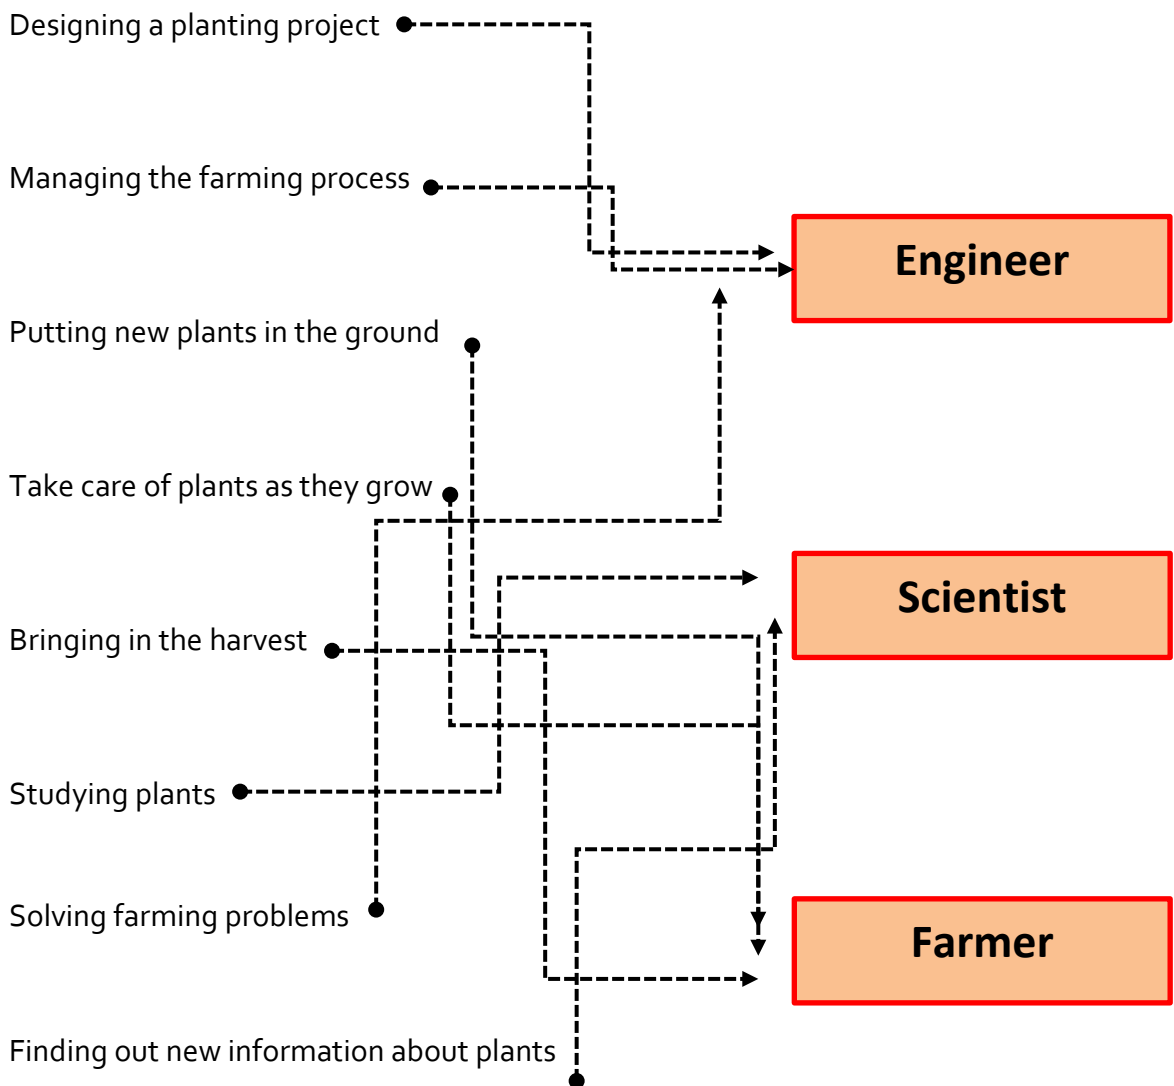 Designing a planting project
Managing the farming process
Engineer
Putting new plants in the ground
Take care of plants as they grow
Scientist
Bringing in the harvest
Studying plants
Solving farming problems
Farmer
Finding out new information about plants